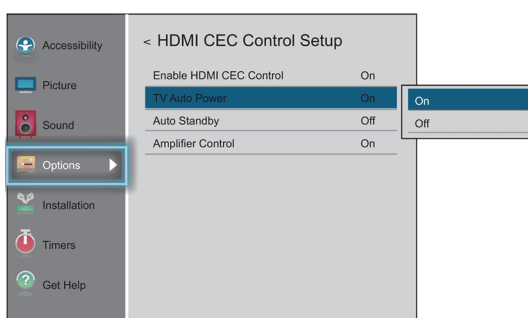 Accessibility
Picture
Sound
Options
Installation
Timers
Get Help
< HDMI CEC Control Setup
Enable HDMI CEC Control On
TV Auto Power On
Auto Standby Off
Amplifier Control On
On
Off